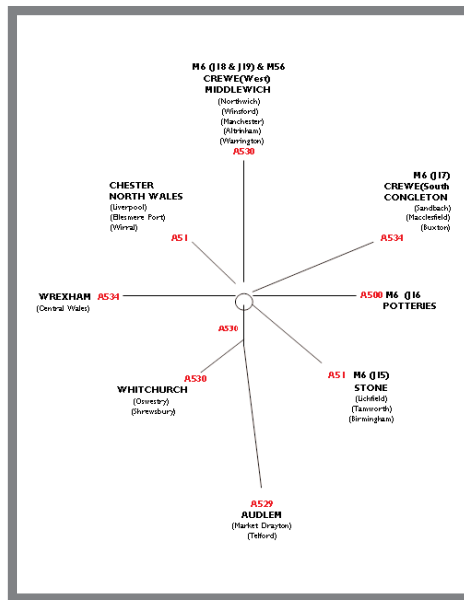 M6 (J18 & J19) & M56
CREWE(West)
MIDDLEWICH
(Northwich)
(Winsford)
(Manchester)
(Altrinham)
(Warrington)
A530
M6 (J17)
CREWE(South
CONGLETON
(Sandbach)
(Macclesfield)
(Buxton)
A534
CHESTER
NORTH WALES
(Liverpool)
(Ellesmere Port)
(Wirral)
A51
WREXHAM A534
(Central Wales)
A500 M6 (J16
POTTERIES
A530
A51 M6 (J15)
STONE
(Lichfield)
(Tamworth)
(Birmingham)
A530
WHITCHURCH
(Oswestry)
(Shrewsbury)
A529
AUDLEM
(Market Drayton)
(Telford)